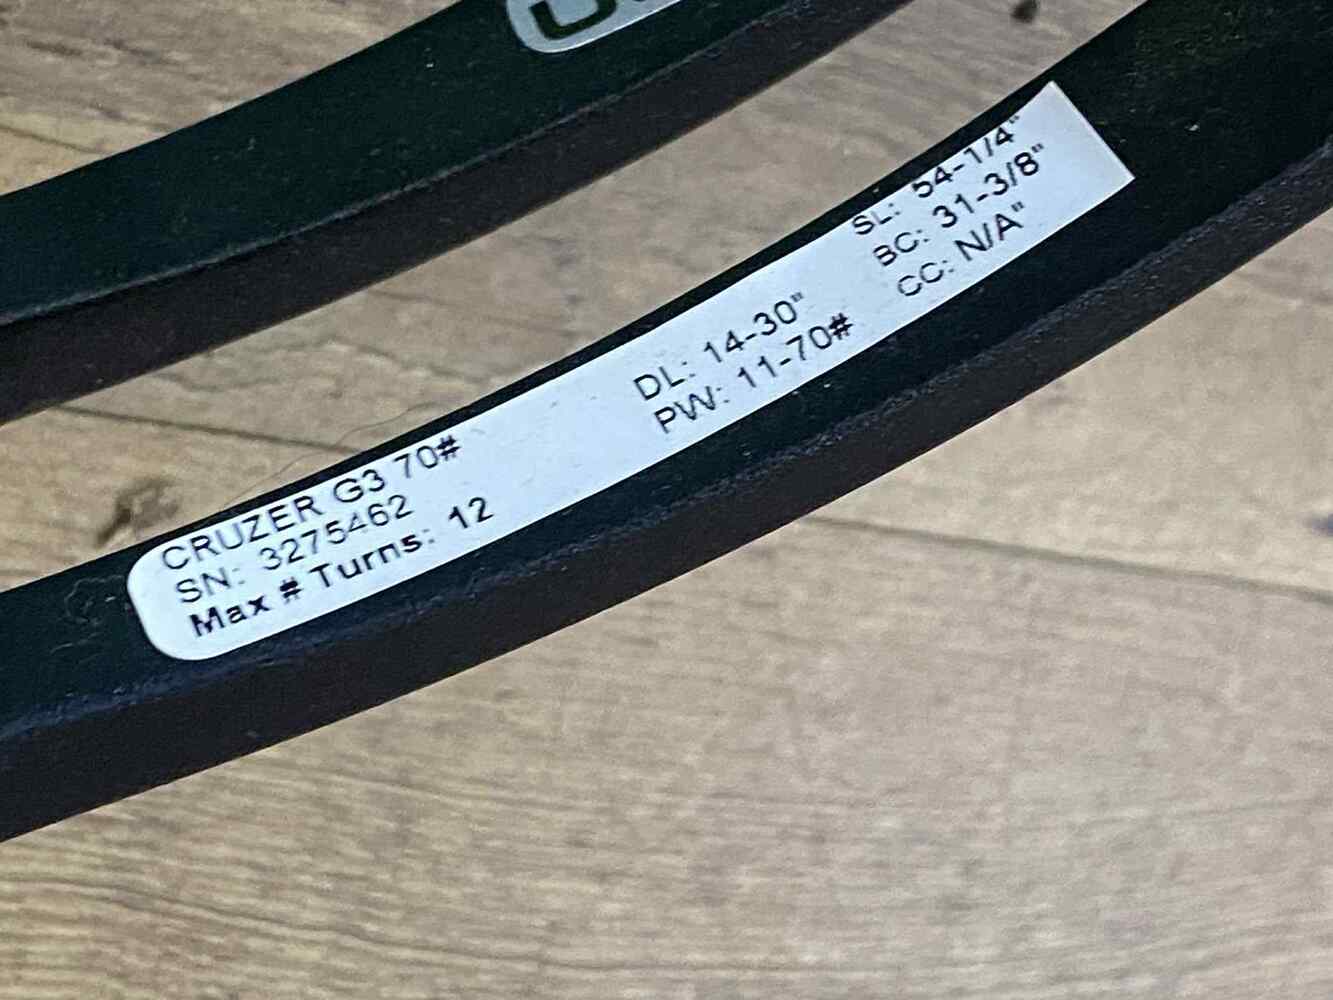 CRUZER G3 70#
SN: 3275462
Max # Turns: 12
DL: 14-30"
PW: 11-70#
SL: 54-1/4"
BC: 31-3/8"
CC: N/A"